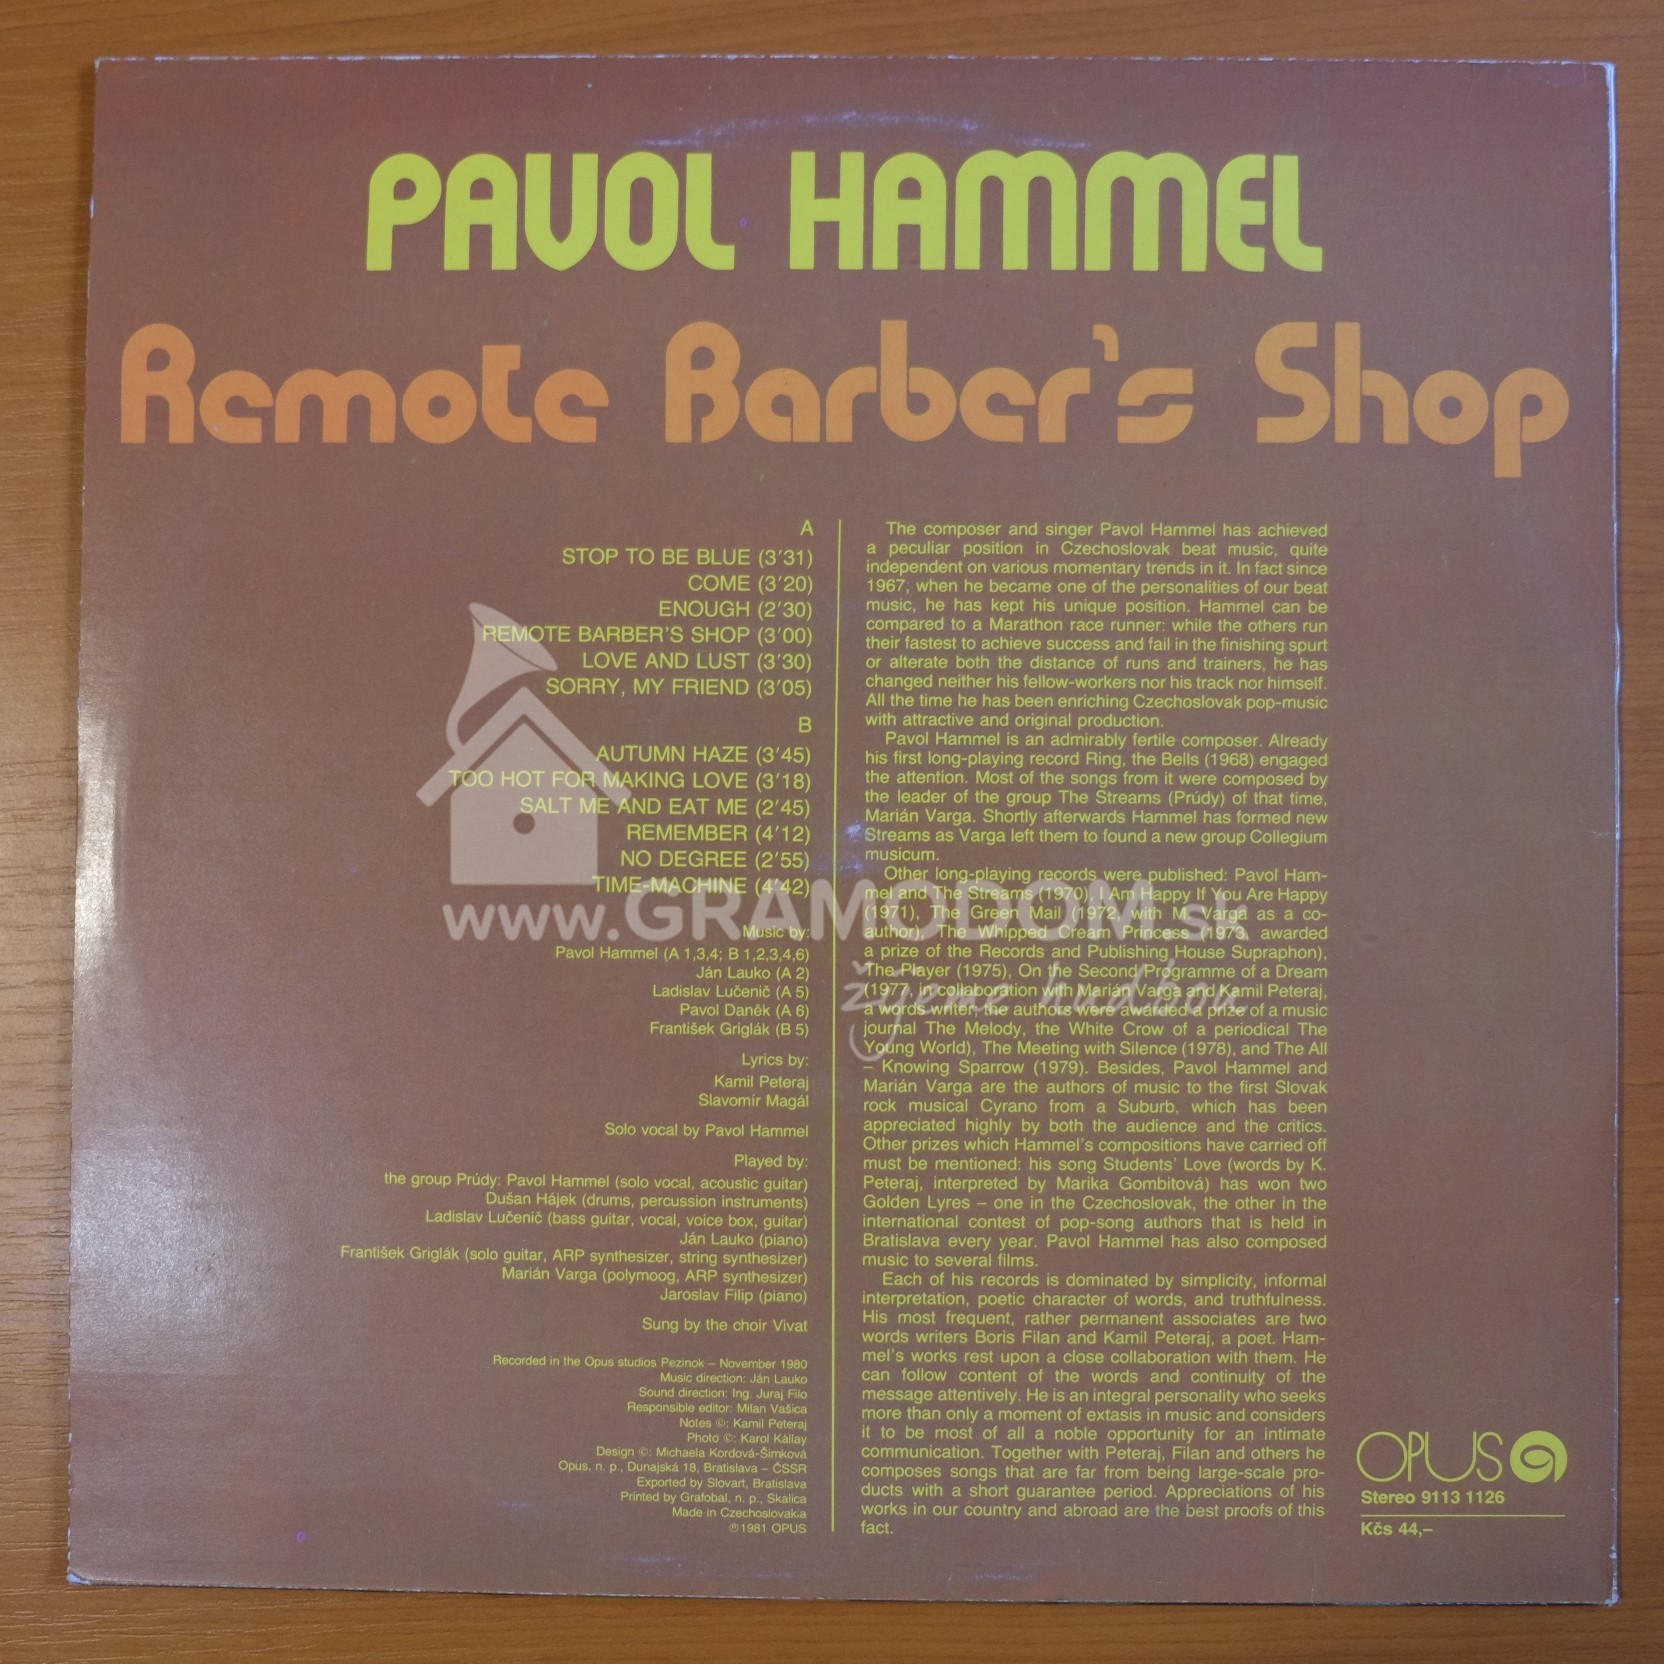 PAVOL HAMMEL
Remote Barber's Shop
A
STOP TO BE BLUE (3'31)
COME (3'20)
ENOUGH (2'30)
REMOTE BARBER'S SHOP (3'00)
LOVE AND LUST (3'30)
SORRY, MY FRIEND (3'05)
B
AUTUMN HAZE (3'45)
TOO HOT FOR MAKING LOVE (3'18)
SALT ME AND EAT ME (2'45)
REMEMBER (4'12)
NO DEGREE (2'55)
TIME-MACHINE (4'42)
Music by:
Pavol Hammel (A 1,3,4; B 1,2,3,4,6)
Ján Lauko (A 2)
Ladislav Lučenič (A 5)
Pavol Daněk (A 6)
František Griglák (B 5)
Lyrics by:
Kamil Peteraj
Slavomír Magál
Solo vocal by Pavol Hammel
Played by:
the group Prúdy: Pavol Hammel (solo vocal, acoustic guitar)
Dušan Hájek (drums, percussion instruments)
Ladislav Lučenič (bass guitar, vocal, voice box, guitar)
Ján Lauko (piano)
František Griglák (solo guitar, ARP synthesizer, string synthesizer)
Marián Varga (polymoog, ARP synthesizer)
Jaroslav Filip (piano)
Sung by the choir Vivat
Recorded in the Opus studios Pezinok – November 1980
Music direction: Ján Lauko
Sound direction: Ing. Juraj Filo
Responsible editor: Milan Vašica
Notes ©: Kamil Peteraj
Photo ©: Karol Kállay
Design ©: Michaela Kordová-Šimková
Opus, n. p., Dunajská 18, Bratislava – ČSSR
Exported by Slovart, Bratislava
Printed by Grafobal, n. p., Skalica
Made in Czechoslovakia
℗ 1981 OPUS
The composer and singer Pavol Hammel has achieved
a peculiar position in Czechoslovak beat music, quite
independent on various momentary trends in it. In fact since
1967, when he became one of the personalities of our beat
music, he has kept his unique position. Hammel can be
compared to a Marathon race runner: while the others run
their fastest to achieve success and fail in the finishing spurt
or alterate both the distance of runs and trainers, he has
changed neither his fellow-workers nor his track nor himself.
All the time he has been enriching Czechoslovak pop-music
with attractive and original production.
Pavol Hammel is an admirably fertile composer. Already
his first long-playing record Ring, the Bells (1968) engaged
the attention. Most of the songs from it were composed by
the leader of the group The Streams (Prúdy) of that time,
Marián Varga. Shortly afterwards Hammel has formed new
Streams as Varga left them to found a new group Collegium
musicum.
Other long-playing records were published: Pavol Ham-
mel and The Streams (1970), I Am Happy If You Are Happy
(1971), The Green Mail (1972, with M. Varga as a co-
author), The Whipped Cream Princess (1973, awarded
a prize of the Records and Publishing House Supraphon),
The Player (1975), On the Second Programme of a Dream
(1977, in collaboration with Marián Varga and Kamil Peteraj,
a words writer; the authors were awarded a prize of a music
journal The Melody, the White Crow of a periodical The
Young World), The Meeting with Silence (1978), and The All
– Knowing Sparrow (1979). Besides, Pavol Hammel and
Marián Varga are the authors of music to the first Slovak
rock musical Cyrano from a Suburb, which has been
appreciated highly by both the audience and the critics.
Other prizes which Hammel's compositions have carried off
must be mentioned: his song Students' Love (words by K.
Peteraj, interpreted by Marika Gombitová) has won two
Golden Lyres – one in the Czechoslovak, the other in the
international contest of pop-song authors that is held in
Bratislava every year. Pavol Hammel has also composed
music to several films.
Each of his records is dominated by simplicity, informal
interpretation, poetic character of words, and truthfulness.
His most frequent, rather permanent associates are two
words writers Boris Filan and Kamil Peteraj, a poet. Ham-
mel's works rest upon a close collaboration with them. He
can follow content of the words and continuity of the
message attentively. He is an integral personality who seeks
more than only a moment of extasis in music and considers
it to be most of all a noble opportunity for an intimate
communication. Together with Peteraj, Filan and others he
composes songs that are far from being large-scale pro-
ducts with a short guarantee period. Appreciations of his
works in our country and abroad are the best proofs of this
fact.
OPUS
Stereo 9113 1126
Kčs 44,–
www.GRAMODOM.sk
žijeme hudbou